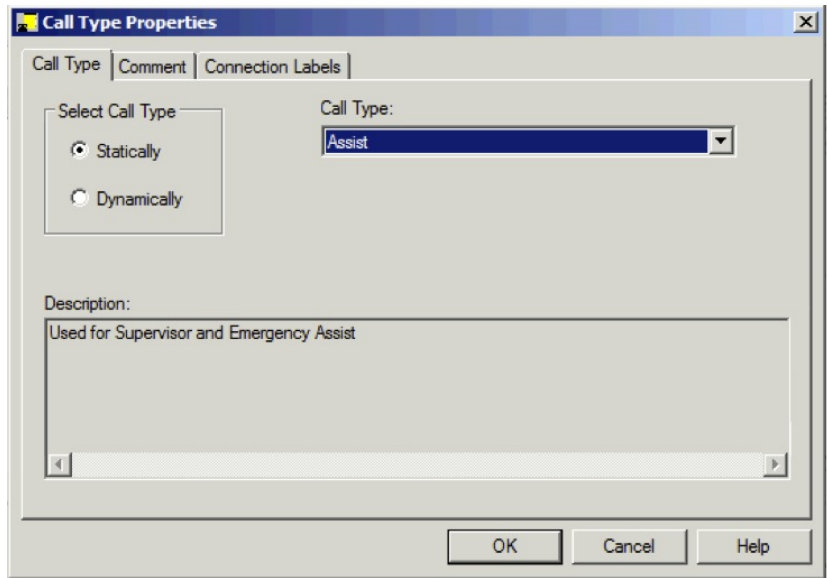 Call Type Properties
Call Type Comment Connection Labels
Select Call Type
Statically
Dynamically
Call Type:
Assist
Description:
Used for Supervisor and Emergency Assist
OK Cancel Help